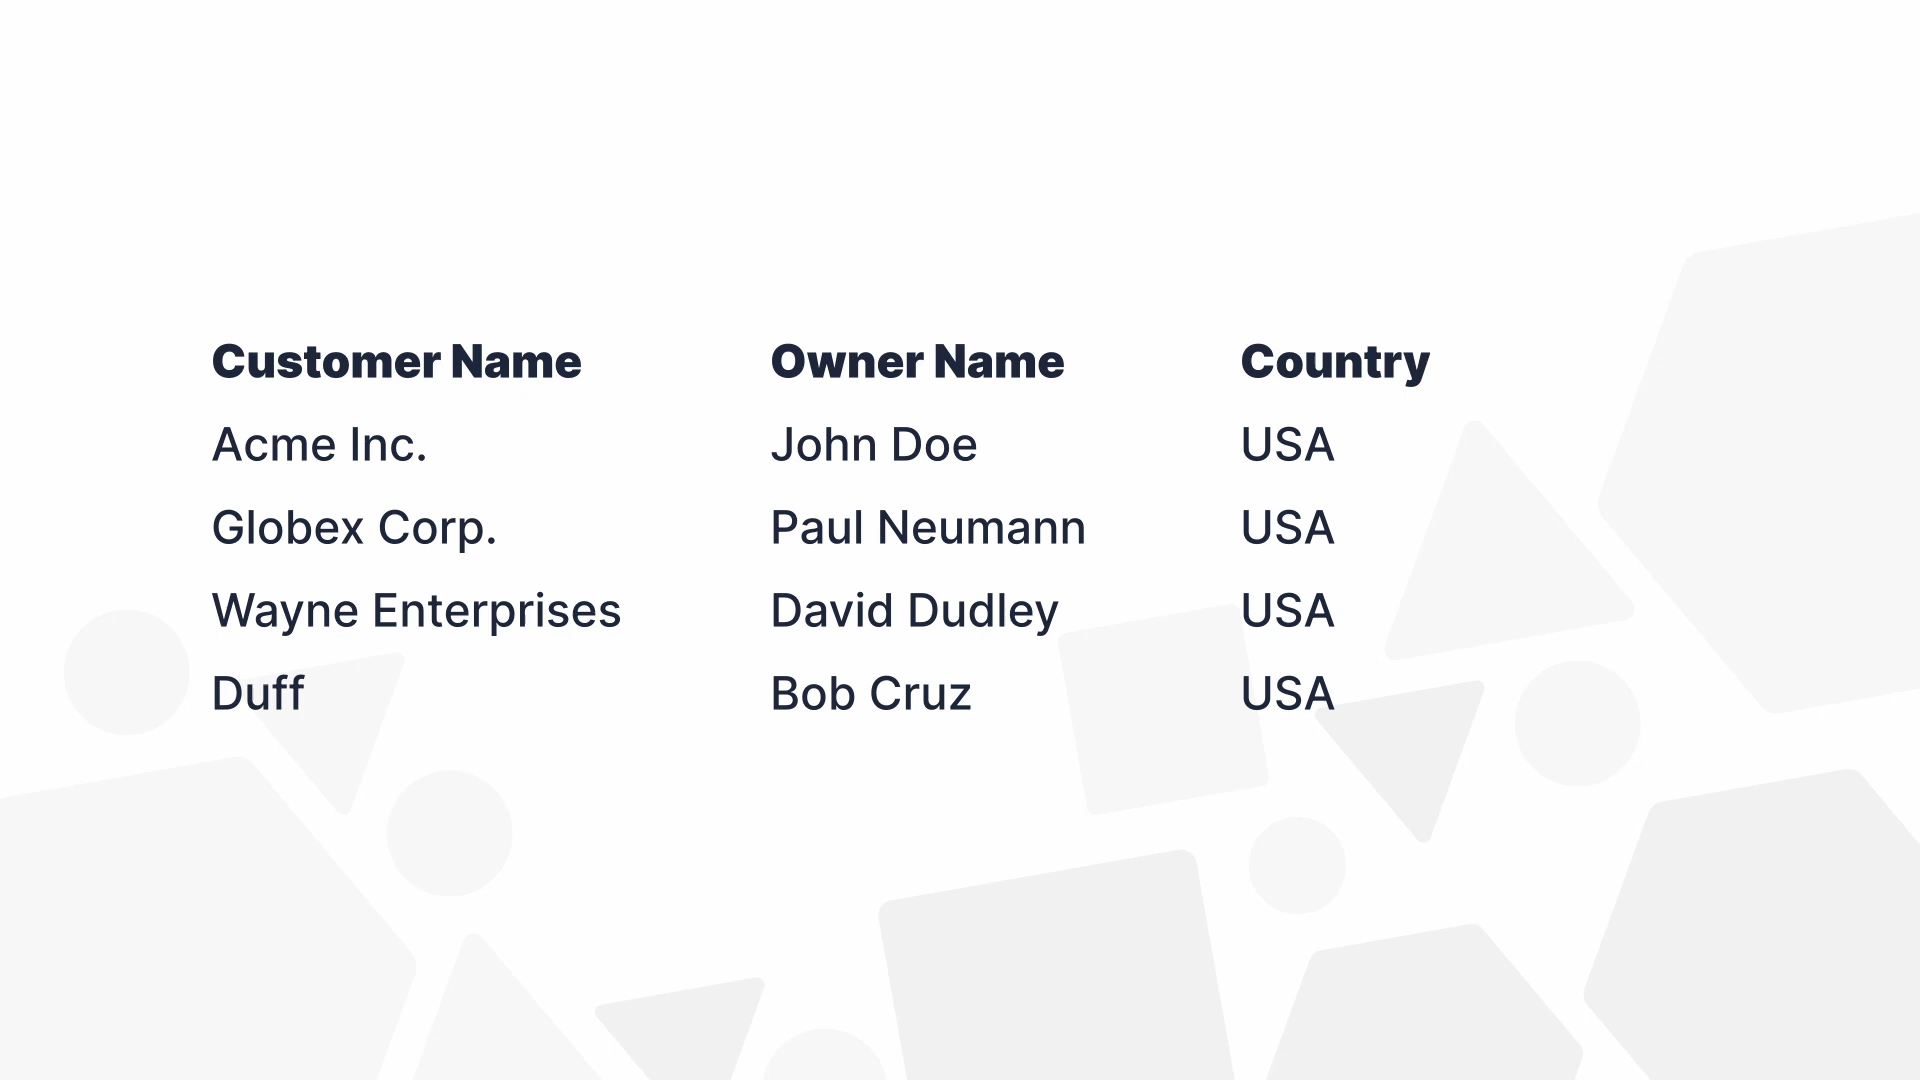 Customer Name Owner Name Country
Acme Inc. John Doe USA
Globex Corp. Paul Neumann USA
Wayne Enterprises David Dudley USA
Duff Bob Cruz USA